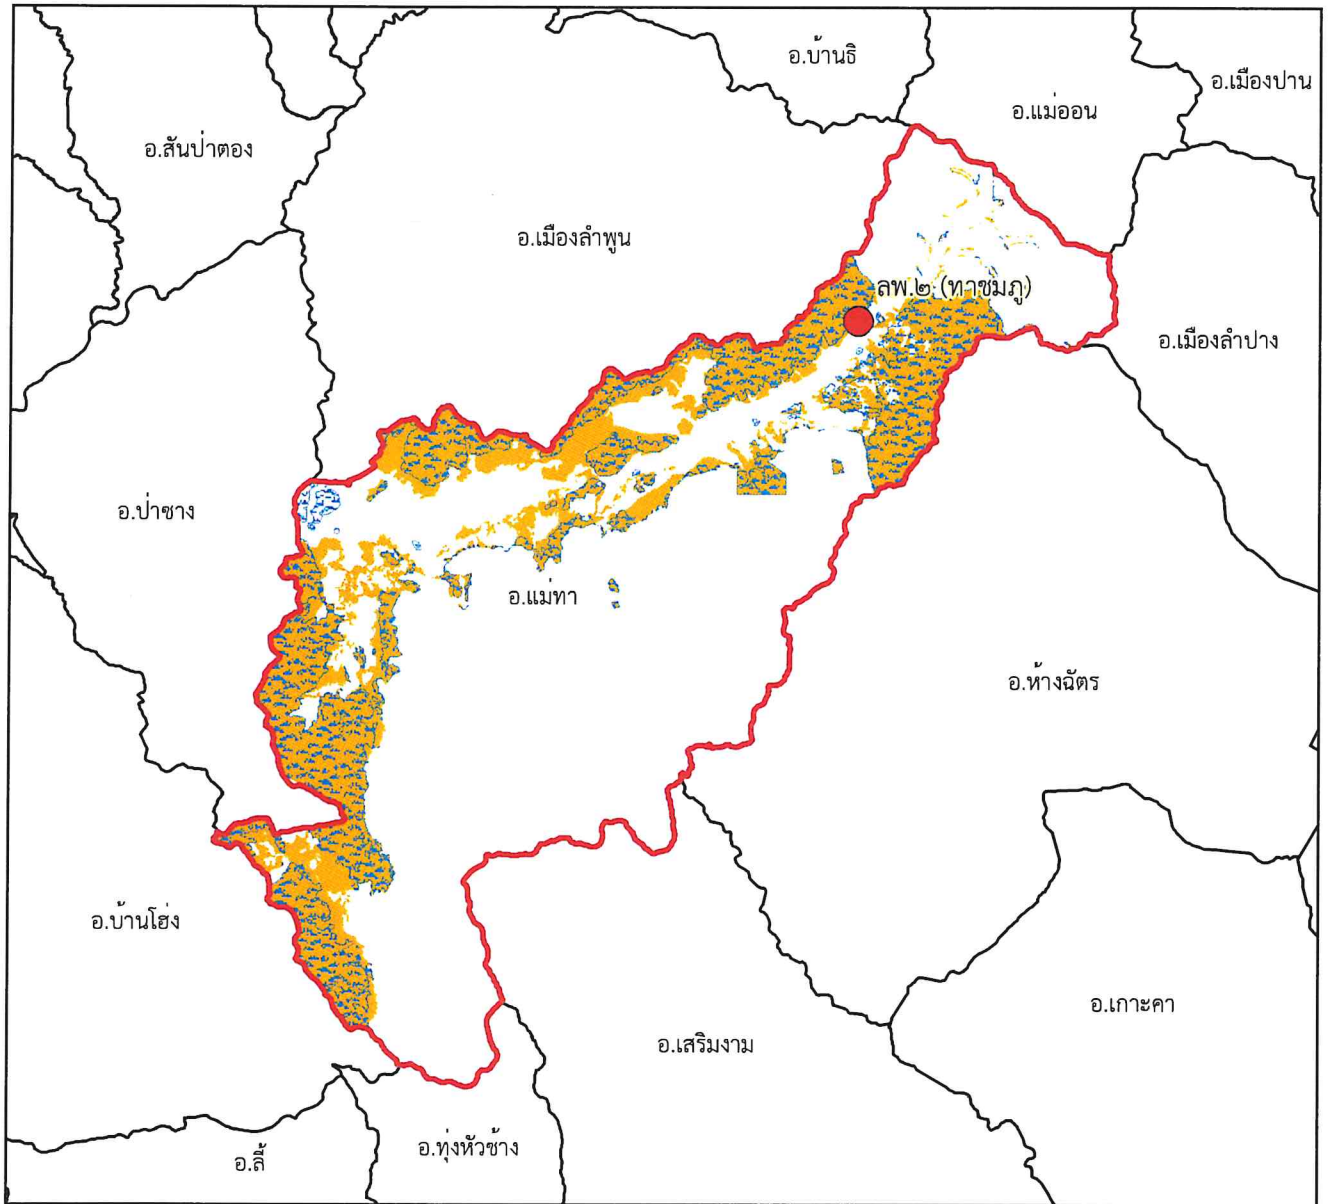 อ.บ้านธิ
อ.เมืองปาน
อ.แม่ออน
อ.สันป่าตอง
อ.เมืองลำพูน
ลพ.๒ (ทาชมภู)
อ.เมืองลำปาง
อ.ป่าซาง
อ.แม่ทา
อ.ห้างฉัตร
อ.บ้านโฮ่ง
อ.เกาะคา
อ.เสริมงาม
อ.ทุ่งหัวช้าง
อ.ลี้